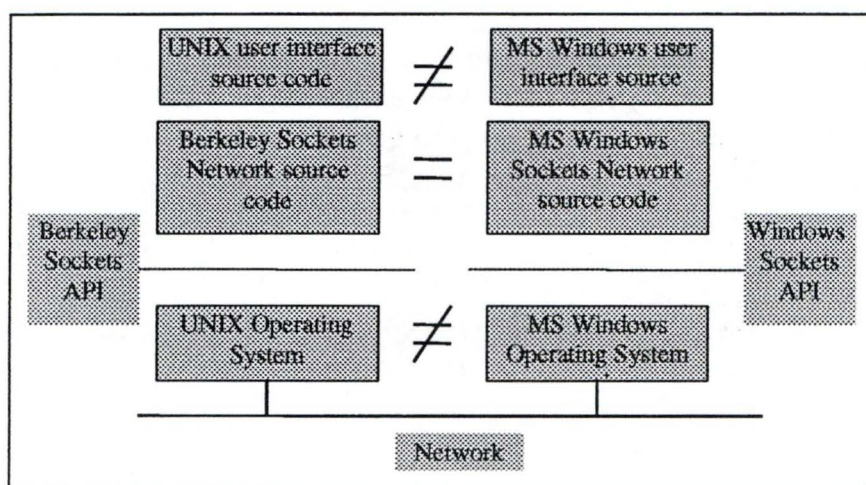 UNIX user interface
source code
≠
MS Windows user
interface source
Berkeley Sockets
Network source
code
=
MS Windows
Sockets Network
source code
Berkeley
Sockets
API
Windows
Sockets
API
UNIX Operating
System
≠
MS Windows
Operating System
Network